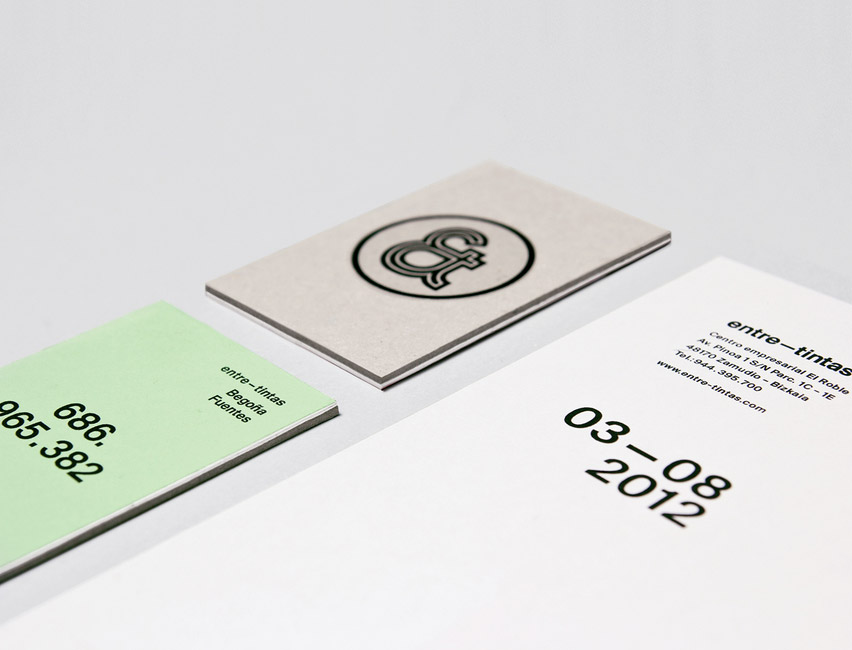 entre–tintas
Begoña
Fuentes
686.
965.382
&
entre–tintas
Centro empresarial El Roble
Av. Pinoa 1 S/N Parc. 1C – 1E
48170 Zamudio – Bizkaia
Tel.:944. 395.700
www.entre-tintas.com
03–08
2012